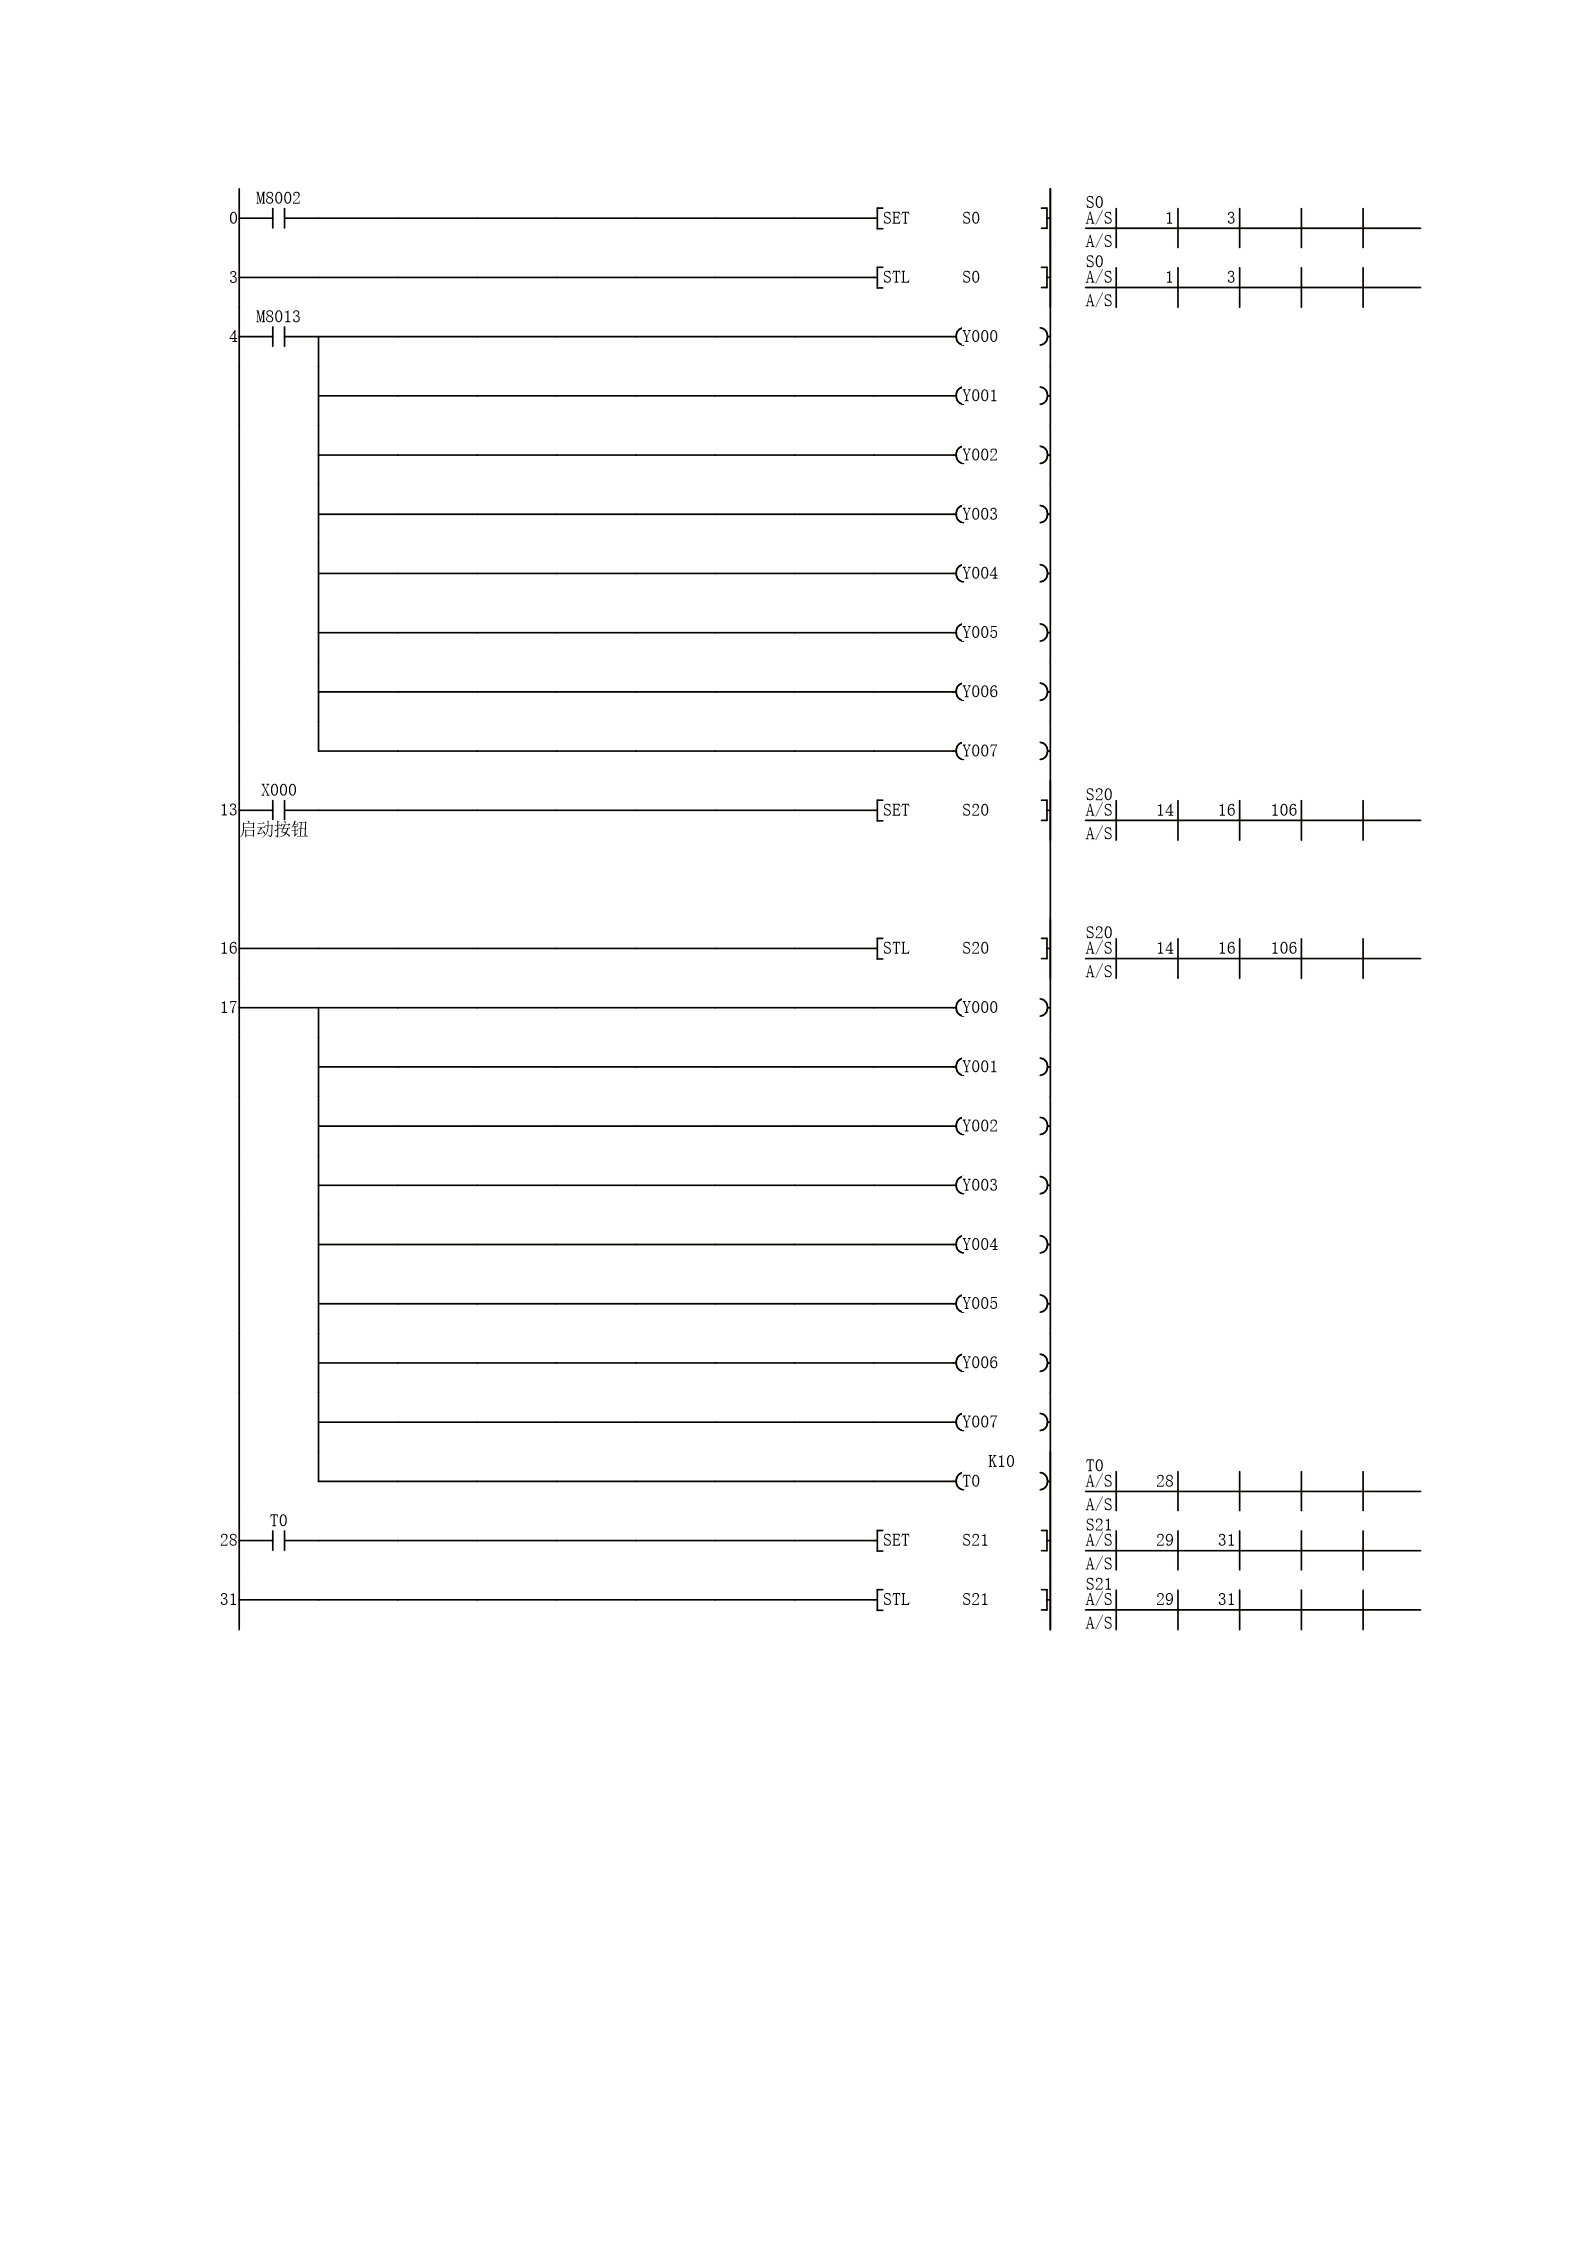 M8002
0 SET S0
S0
A/S 1 3
A/S
3 STL S0
S0
A/S 1 3
A/S
M8013
4 Y000
Y001
Y002
Y003
Y004
Y005
Y006
Y007
X000
13 SET S20
启动按钮
S20
A/S 14 16 106
A/S
16 STL S20
S20
A/S 14 16 106
A/S
17 Y000
Y001
Y002
Y003
Y004
Y005
Y006
Y007
K10
T0
T0
A/S 28
A/S
T0
28 SET S21
S21
A/S 29 31
A/S
31 STL S21
S21
A/S 29 31
A/S